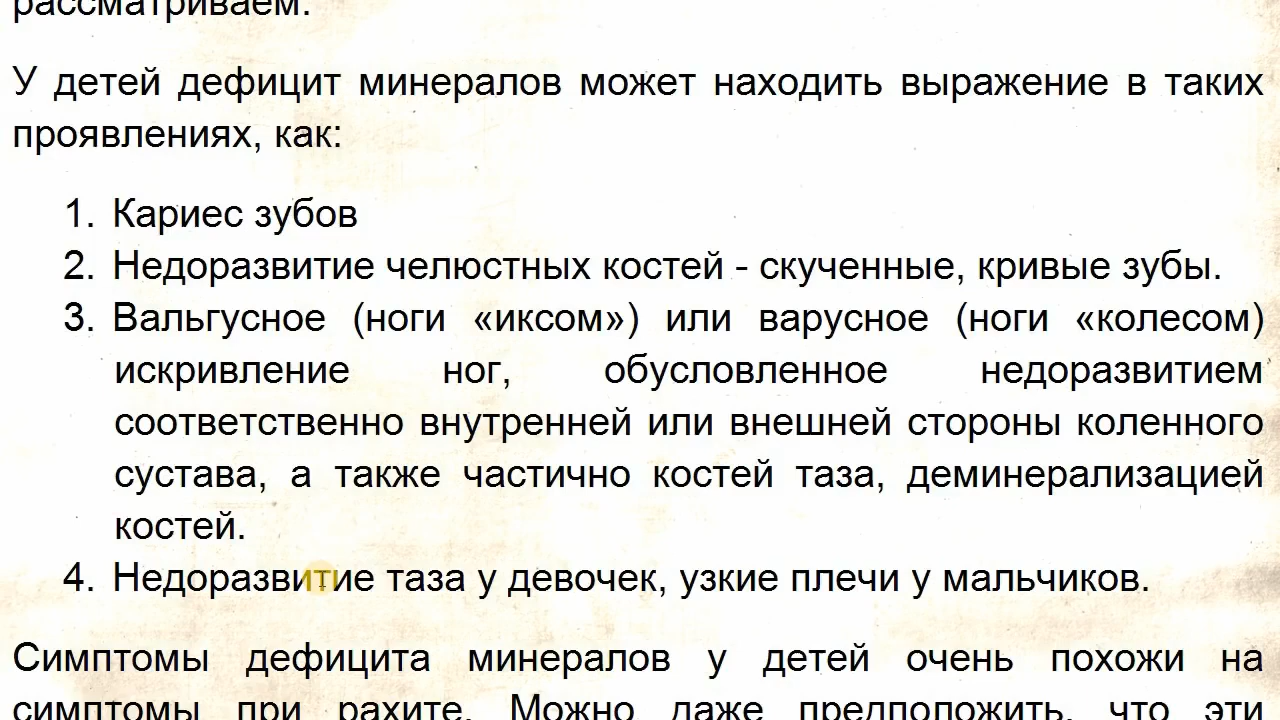 рассматриваем.
У детей дефицит минералов может находить выражение в таких
проявлениях, как:
1. Кариес зубов
2. Недоразвитие челюстных костей - скученные, кривые зубы.
3. Вальгусное (ноги «иксом») или варусное (ноги «колесом)
искривление ног, обусловленное недоразвитием
соответственно внутренней или внешней стороны коленного
сустава, а также частично костей таза, деминерализацией
костей.
4. Недоразвитие таза у девочек, узкие плечи у мальчиков.
Симптомы дефицита минералов у детей очень похожи на
симптомы при рахите. Можно даже предположить, что эти